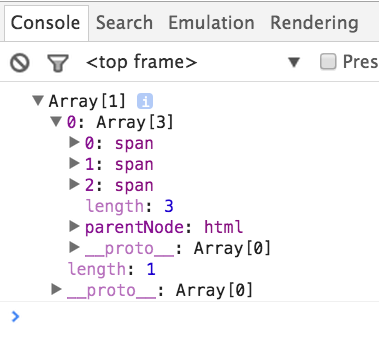 Console Search Emulation Rendering
<top frame> Pres
Array[1] i
0: Array[3]
0: span
1: span
2: span
length: 3
parentNode: html
__proto__: Array[0]
length: 1
__proto__: Array[0]
>